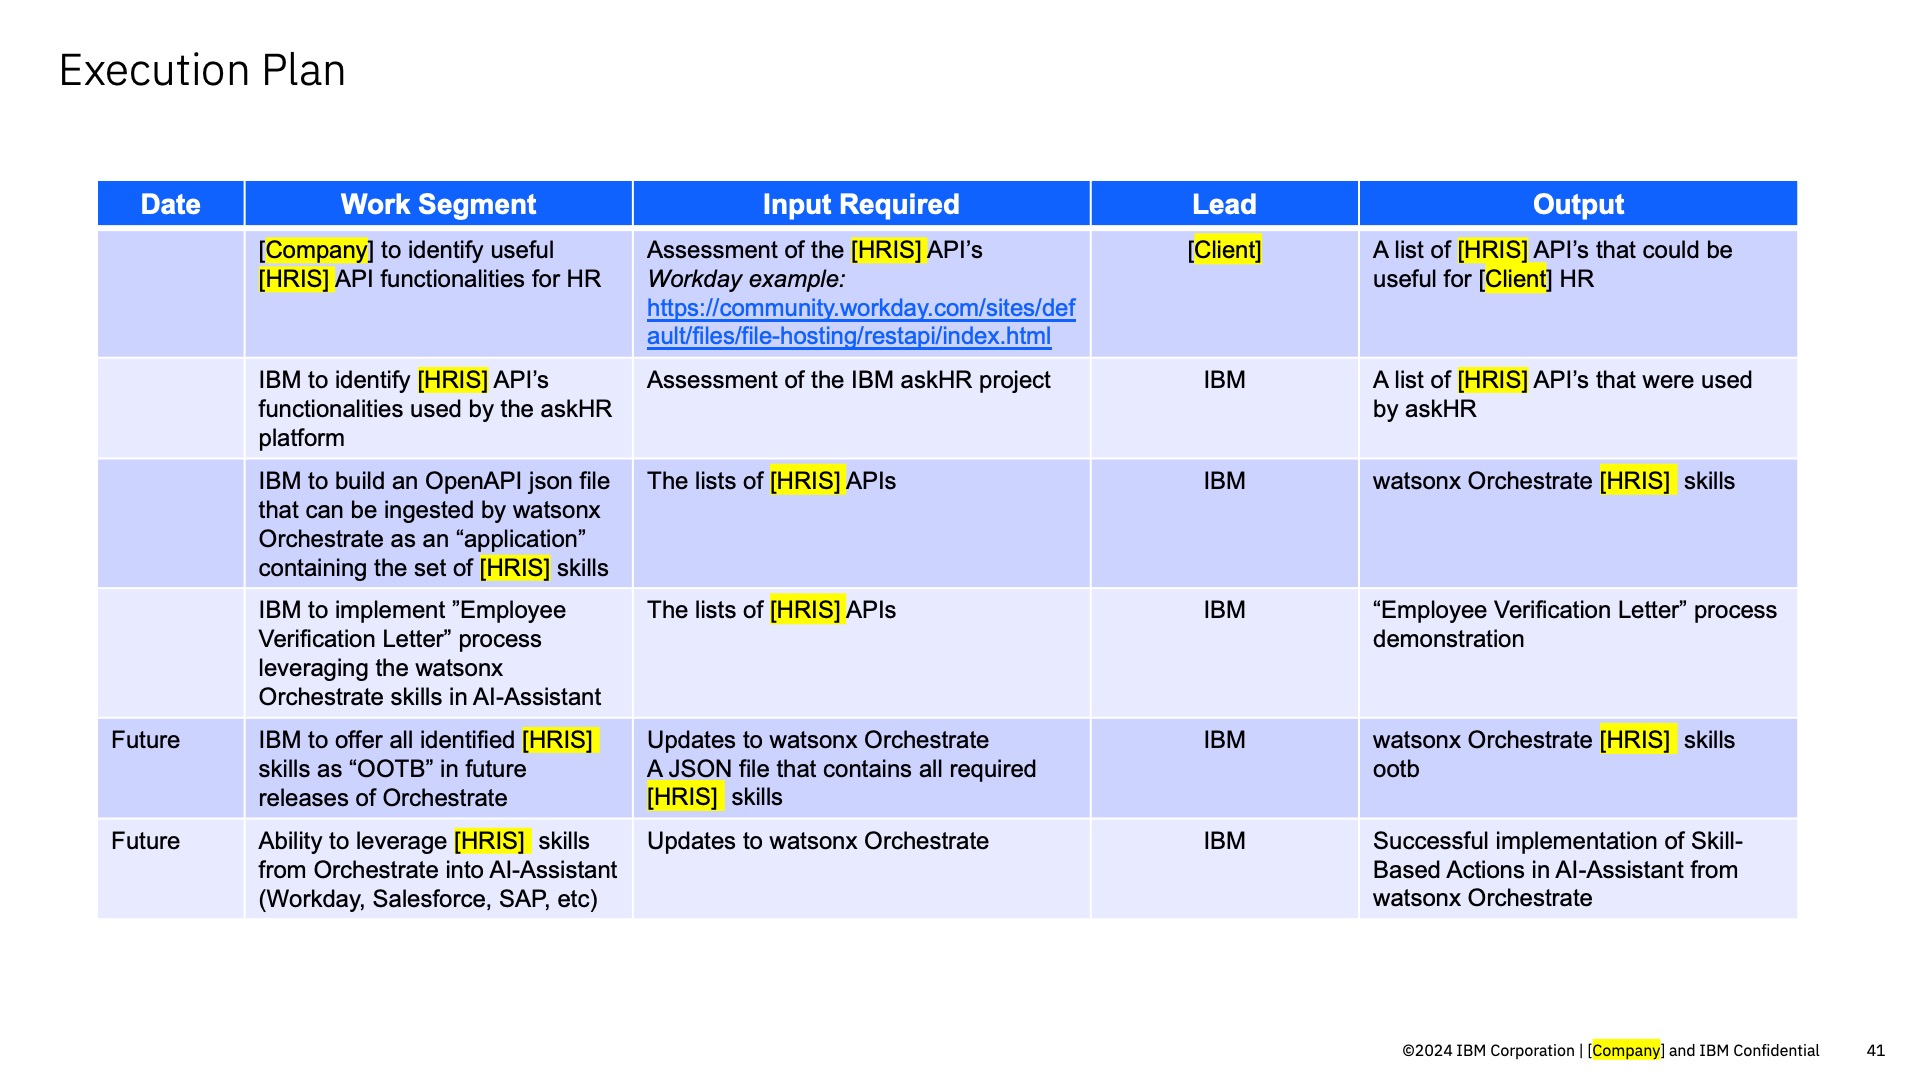 Execution Plan
Date
Work Segment
Input Required
Lead
Output
[Company] to identify useful
[HRIS] API functionalities for HR
Assessment of the [HRIS] API’s
Workday example:
https://community.workday.com/sites/def
ault/files/file-hosting/restapi/index.html
[Client]
A list of [HRIS] API’s that could be
useful for [Client] HR
IBM to identify [HRIS] API’s
functionalities used by the askHR
platform
Assessment of the IBM askHR project
IBM
A list of [HRIS] API’s that were used
by askHR
IBM to build an OpenAPI json file
that can be ingested by watsonx
Orchestrate as an “application”
containing the set of [HRIS] skills
The lists of [HRIS] APIs
IBM
watsonx Orchestrate [HRIS] skills
IBM to implement ”Employee
Verification Letter” process
leveraging the watsonx
Orchestrate skills in AI-Assistant
The lists of [HRIS] APIs
IBM
“Employee Verification Letter” process
demonstration
Future
IBM to offer all identified [HRIS]
skills as “OOTB” in future
releases of Orchestrate
Updates to watsonx Orchestrate
A JSON file that contains all required
[HRIS] skills
IBM
watsonx Orchestrate [HRIS] skills
ootb
Future
Ability to leverage [HRIS] skills
from Orchestrate into AI-Assistant
(Workday, Salesforce, SAP, etc)
Updates to watsonx Orchestrate
IBM
Successful implementation of Skill-
Based Actions in AI-Assistant from
watsonx Orchestrate
©2024 IBM Corporation | [Company] and IBM Confidential
41